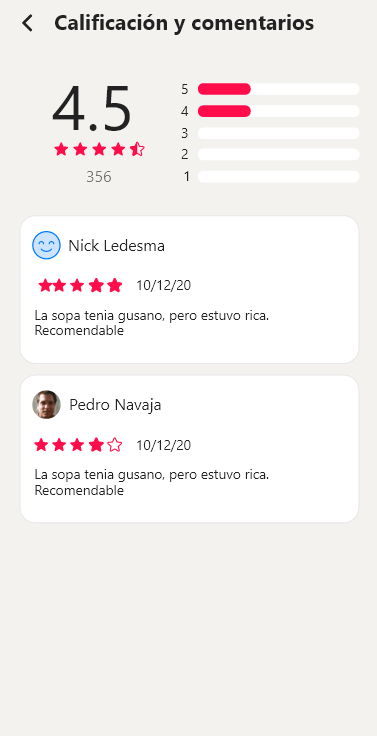 Calificación y comentarios
4.5
356
5
4
3
2
1
Nick Ledesma
10/12/20
La sopa tenia gusano, pero estuvo rica.
Recomendable
Pedro Navaja
10/12/20
La sopa tenia gusano, pero estuvo rica.
Recomendable